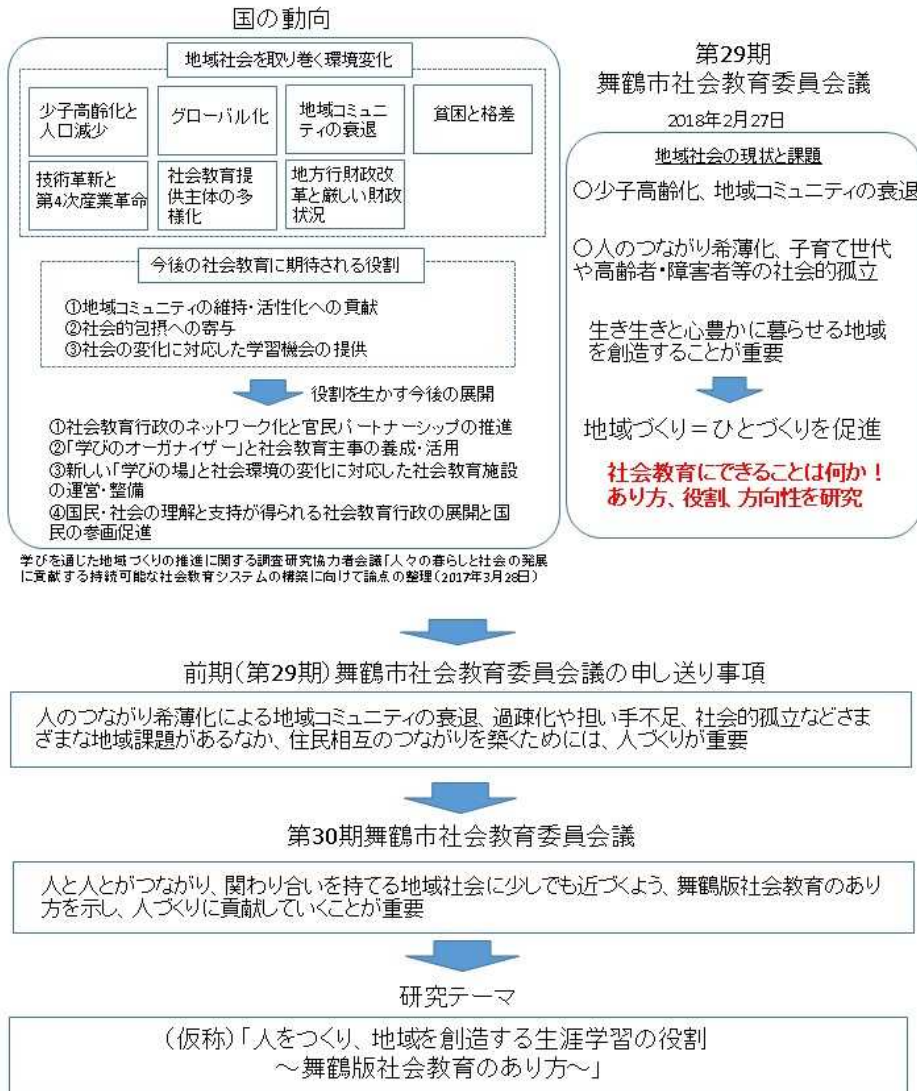 国の動向
地域社会を取り巻く環境変化
少子高齢化と
人口減少
グローバル化
地域コミュニ
ティの衰退
貧困と格差
技術革新と
第4次産業革命
社会教育提
供主体の多
様化
地方行財政改
革と厳しい財政
状況
今後の社会教育に期待される役割
①地域コミュニティの維持・活性化への貢献
②社会的包摂への寄与
③社会の変化に対応した学習機会の提供
役割を生かす今後の展開
①社会教育行政のネットワーク化と官民パートナーシップの推進
②「学びのオーガナイザー」と社会教育主事の養成・活用
③新しい「学びの場」と社会環境の変化に対応した社会教育施設
の運営・整備
④国民・社会の理解と支持が得られる社会教育行政の展開と国
民の参画促進
学びを通じた地域づくりの推進に関する調査研究協力者会議「人々の暮らしと社会の発展
に貢献する持続可能な社会教育システムの構築に向けて論点の整理(2017年3月28日)
第29期
舞鶴市社会教育委員会議
2018年2月27日
地域社会の現状と課題
○少子高齢化、地域コミュニティの衰退
○人のつながり希薄化、子育て世代
や高齢者・障害者等の社会的孤立
生き生きと心豊かに暮らせる地域
を創造することが重要
地域づくり=ひとづくりを促進
社会教育にできることは何か!
あり方、役割、方向性を研究
前期(第29期)舞鶴市社会教育委員会議の申し送り事項
人のつながり希薄化による地域コミュニティの衰退、過疎化や担い手不足、社会的孤立などさま
ざまな地域課題があるなか、住民相互のつながりを築くためには、人づくりが重要
第30期舞鶴市社会教育委員会議
人と人とがつながり、関わり合いを持てる地域社会に少しでも近づくよう、舞鶴版社会教育のあり
方を示し、人づくりに貢献していくことが重要
研究テーマ
(仮称)「人をつくり、地域を創造する生涯学習の役割
~舞鶴版社会教育のあり方~」